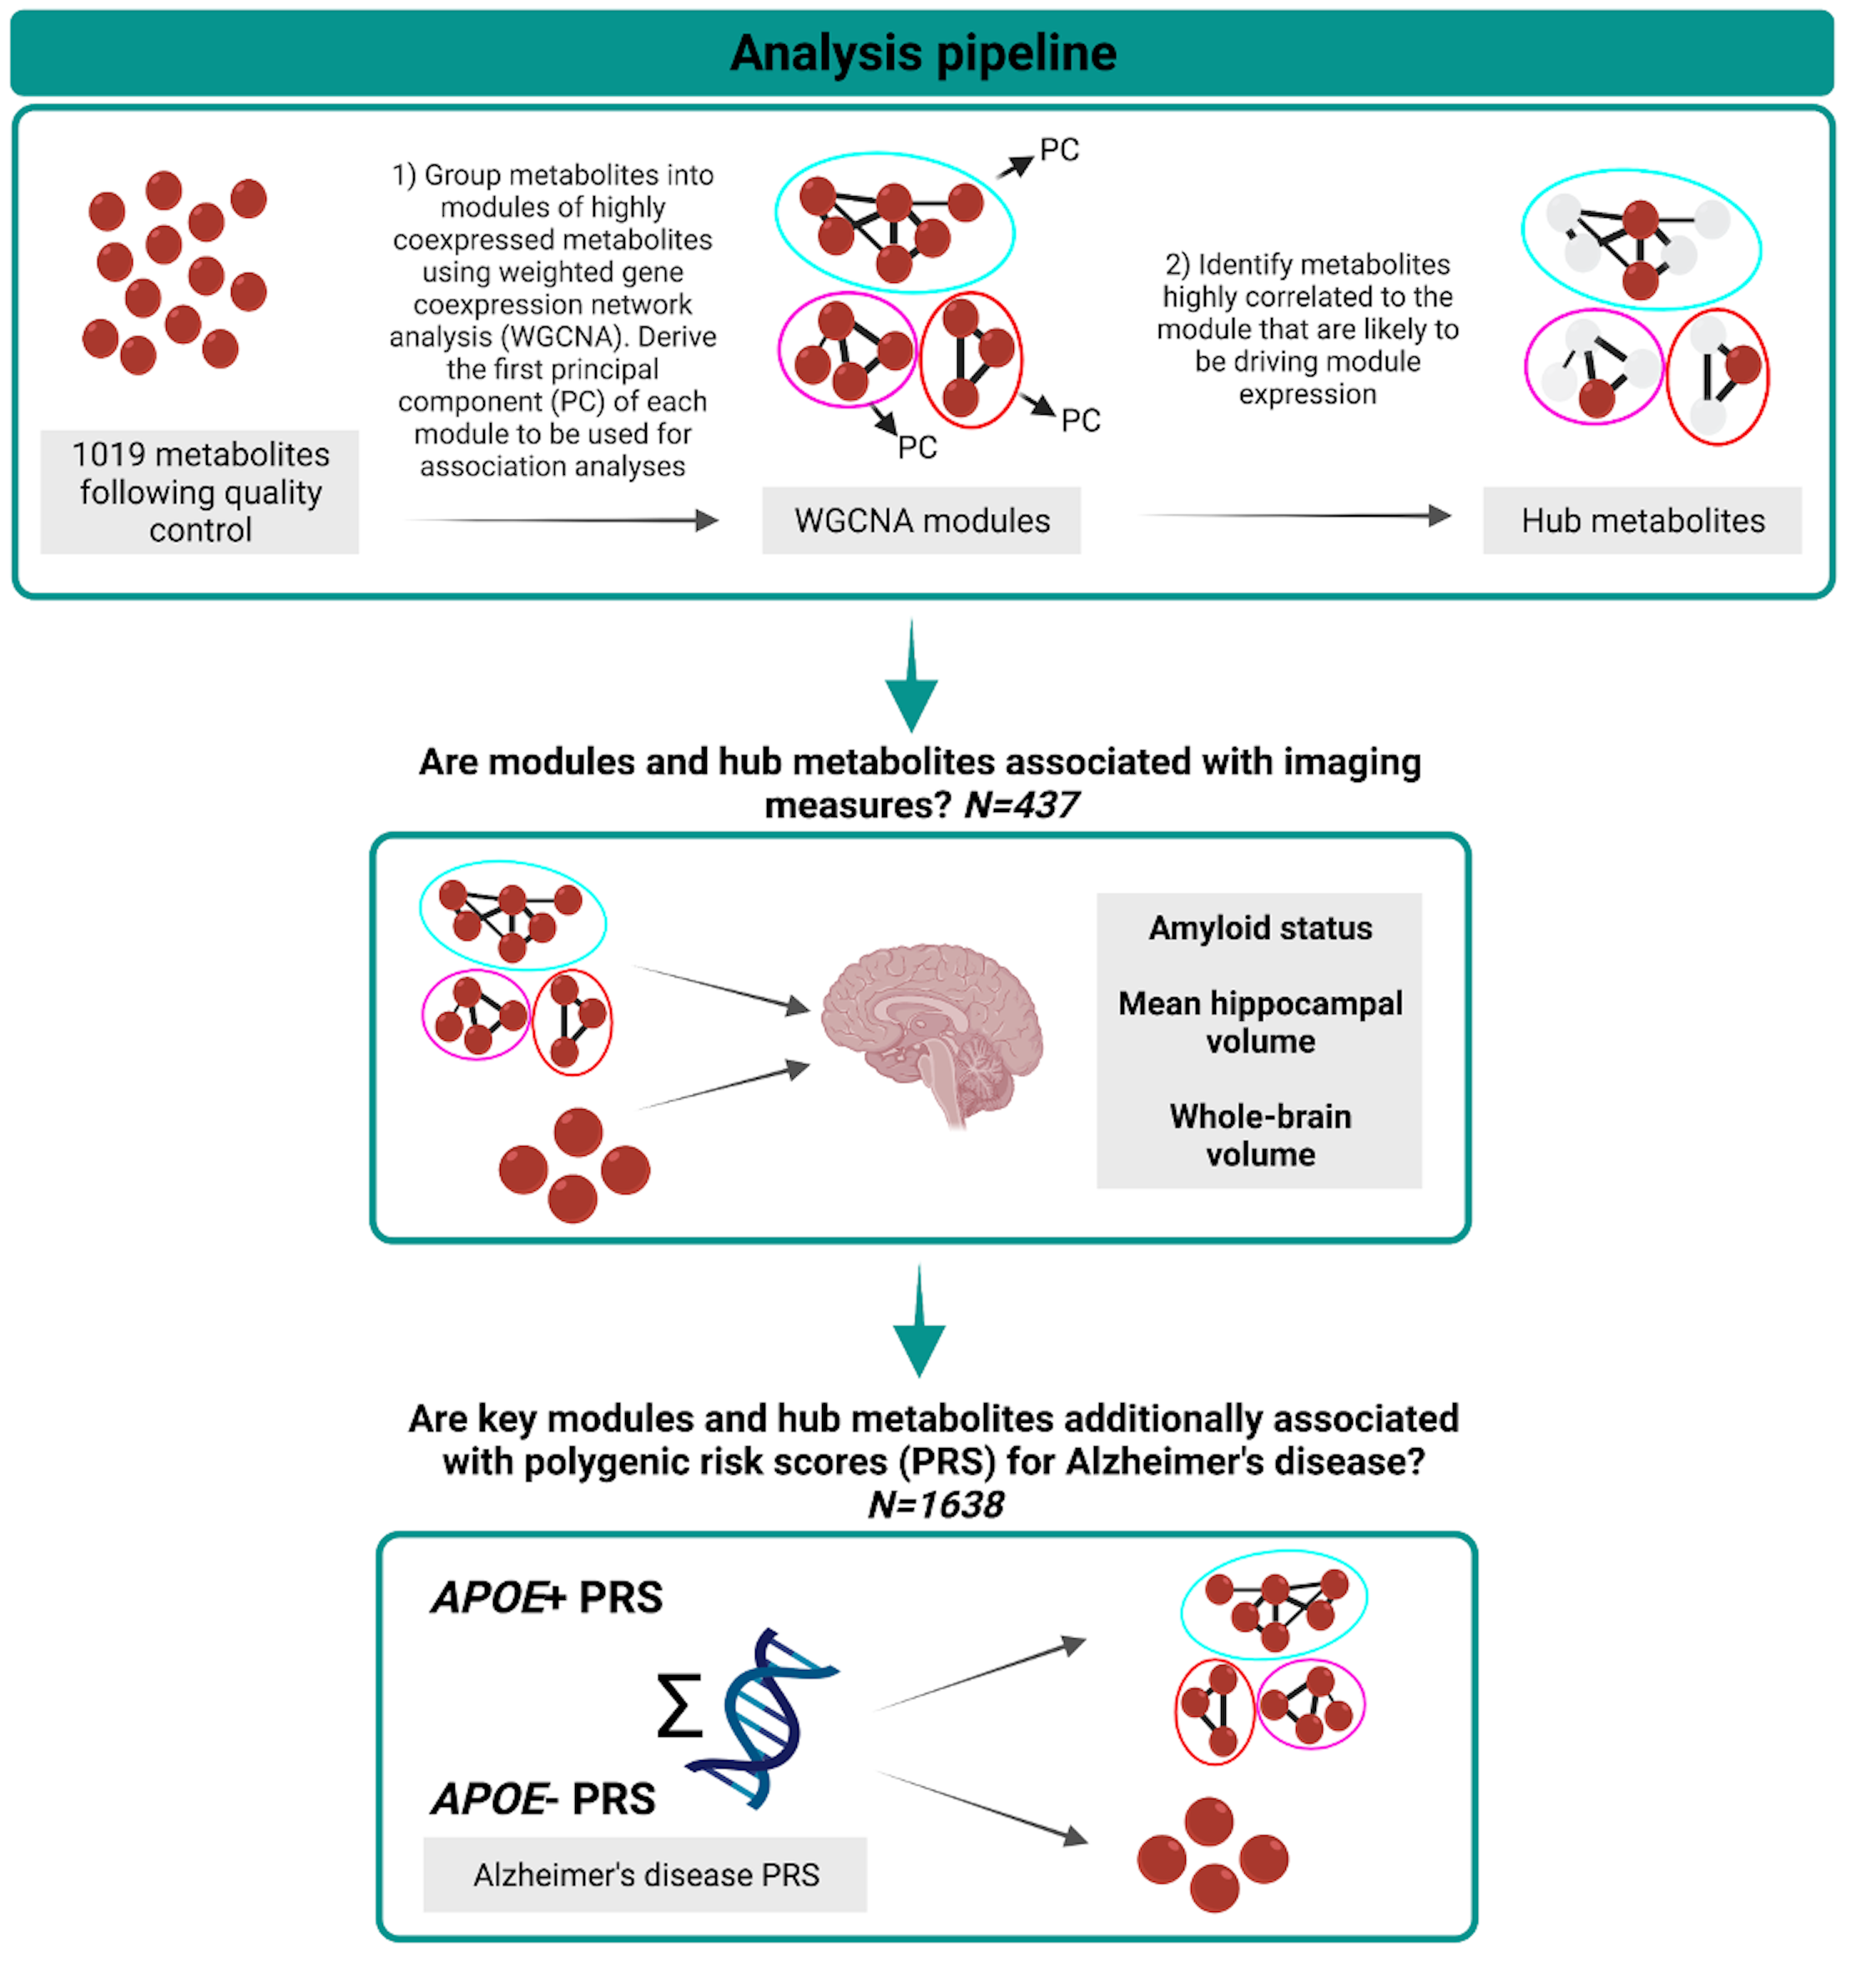 Analysis pipeline
1) Group metabolites into
modules of highly
coexpressed metabolites
using weighted gene
coexpression network
analysis (WGCNA). Derive
the first principal
component (PC) of each
module to be used for
association analyses
PC
PC
PC
2) Identify metabolites
highly correlated to the
module that are likely to
be driving module
expression
1019 metabolites
following quality
control
WGCNA modules
Hub metabolites
Are modules and hub metabolites associated with imaging
measures? N=437
Amyloid status
Mean hippocampal
volume
Whole-brain
volume
Are key modules and hub metabolites additionally associated
with polygenic risk scores (PRS) for Alzheimer's disease?
N=1638
APOE+ PRS
Σ
APOE- PRS
Alzheimer's disease PRS